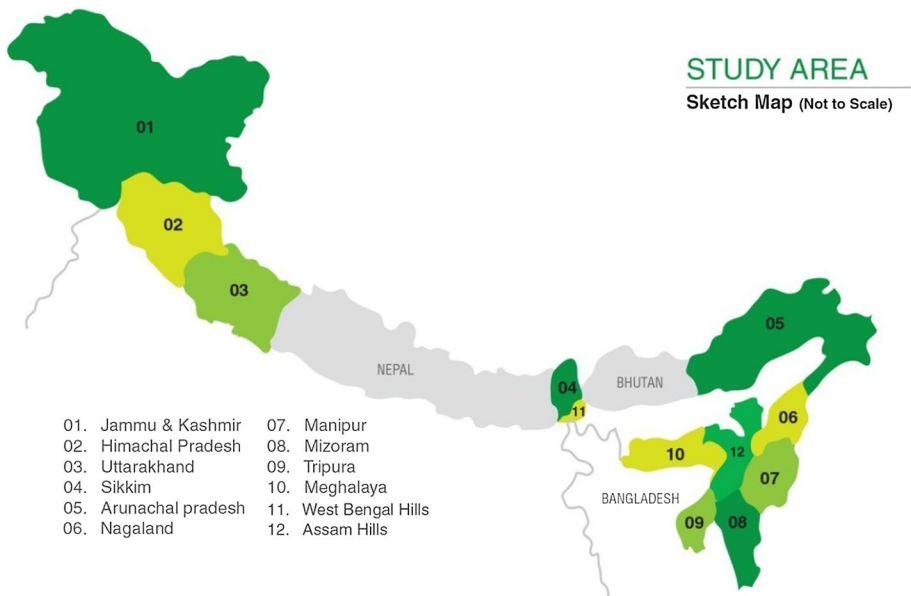 STUDY AREA
Sketch Map (Not to Scale)
01
02
03
NEPAL
04
11
BHUTAN
05
06
10
12
07
BANGLADESH
09
08
01. Jammu & Kashmir
02. Himachal Pradesh
03. Uttarakhand
04. Sikkim
05. Arunachal pradesh
06. Nagaland
07. Manipur
08. Mizoram
09. Tripura
10. Meghalaya
11. West Bengal Hills
12. Assam Hills